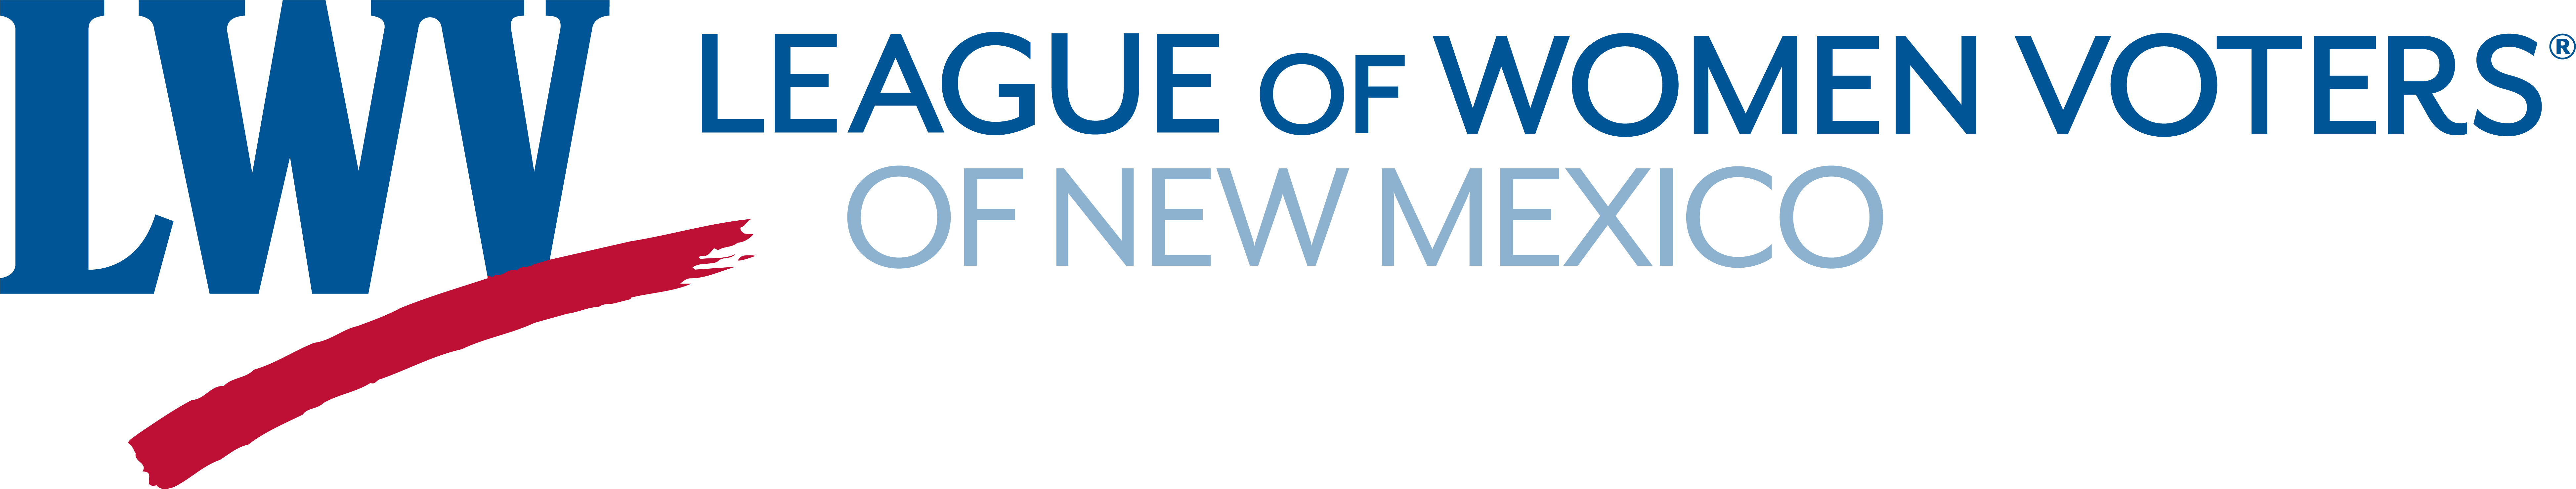 LWV
LEAGUE OF WOMEN VOTERS®
OF NEW MEXICO